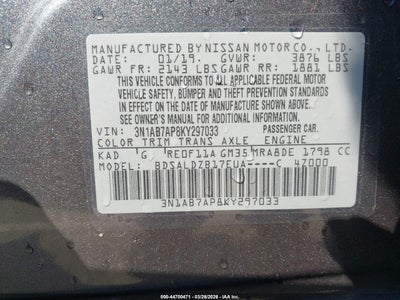 MANUFACTURED BY NISSAN MOTOR CO., LTD.
DATE: 01/19. GVWR: 3876 LBS
GAWR FR: 2143 LBS GAWR RR: 1881 LBS
THIS VEHICLE CONFORMS TO ALL APPLICABLE FEDERAL MOTOR
VEHICLE SAFETY, BUMPER AND THEFT PREVENTION STANDARDS
IN EFFECT ON THE DATE OF MANUFACTURE SHOWN ABOVE.
SEE OWNER'S MANUAL FOR ADDITIONAL INFORMATION.
VIN: 3N1AB7AP8KY297033 PASSENGER CAR.
COLOR TRIM TRANS AXLE ENGINE
KAD G RE0F11A GM35 MRA8DE 1798 CC
MODEL: BDSALDZB17EUA----C 47000
3N1AB7AP8KY297033
000-44700471 - 03/26/2026 - IAA Inc.